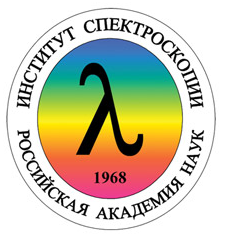 ИНСТИТУТ СПЕКТРОСКОПИИ
λ
1968
РОССИЙСКАЯ АКАДЕМИЯ НАУК